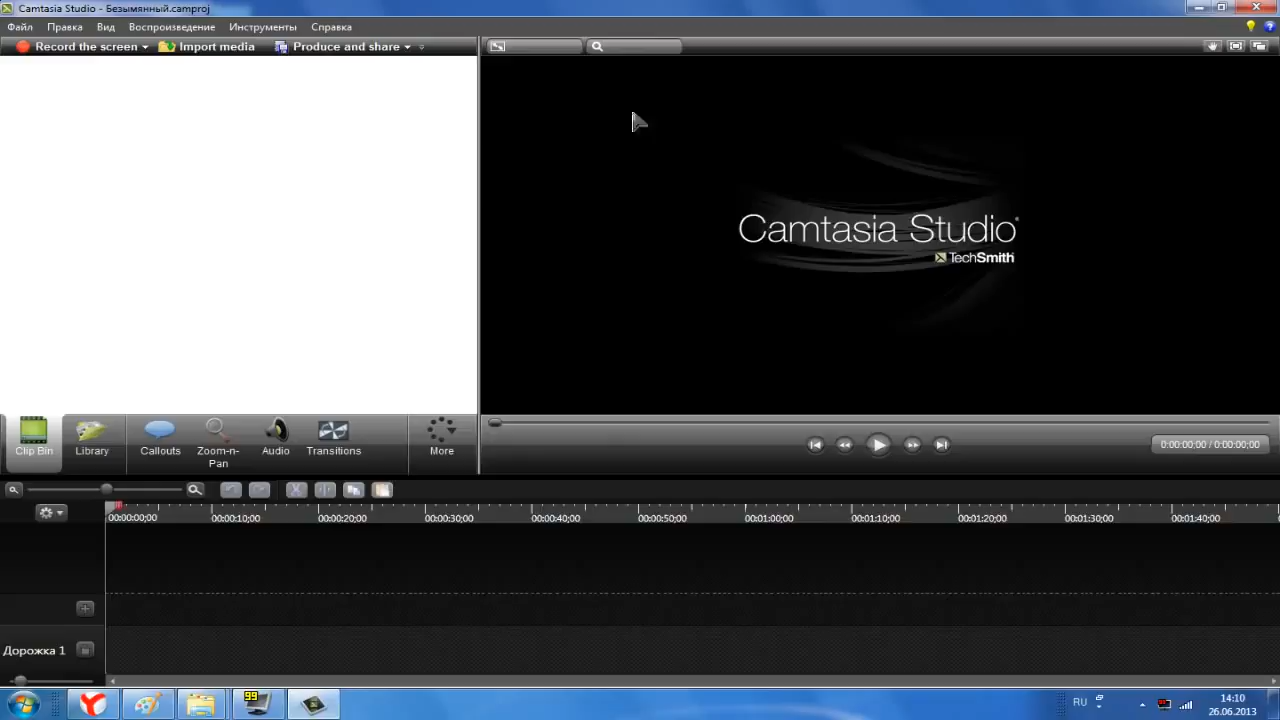 Camtasia Studio - Безымянный.camproj
Файл Правка Вид Воспроизведение Инструменты Справка
Record the screen Import media Produce and share
Camtasia Studio®
TechSmith
Clip Bin Library Callouts Zoom-n-Pan Audio Transitions More
0:00:00;00 / 0:00:00;00
00:00:00;00 00:00:10;00 00:00:20;00 00:00:30;00 00:00:40;00 00:00:50;00 00:01:00;00 00:01:10;00 00:01:20;00 00:01:30;00 00:01:40;00
Дорожка 1
99
RU
14:10
26.06.2013